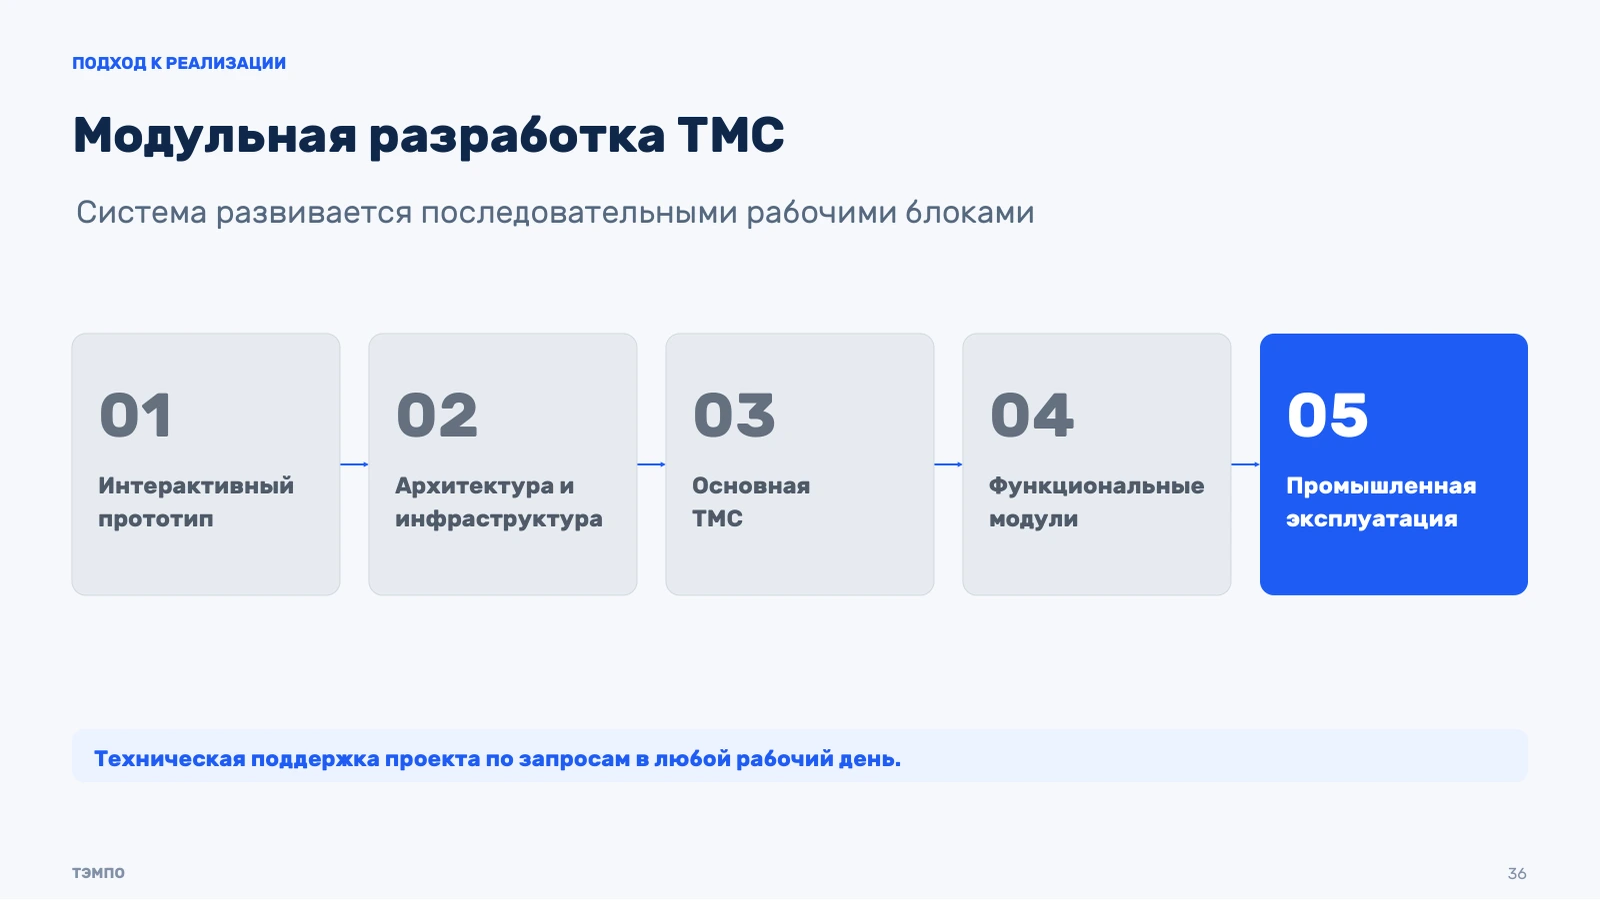 ПОДХОД К РЕАЛИЗАЦИИ
Модульная разработка ТМС
Система развивается последовательными рабочими блоками
01
Интерактивный
прототип
02
Архитектура и
инфраструктура
03
Основная
ТМС
04
Функциональные
модули
05
Промышленная
эксплуатация
Техническая поддержка проекта по запросам в любой рабочий день.
ТЭМПО
36